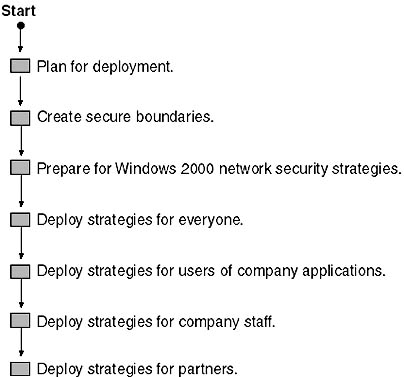 Start
Plan for deployment.
Create secure boundaries.
Prepare for Windows 2000 network security strategies.
Deploy strategies for everyone.
Deploy strategies for users of company applications.
Deploy strategies for company staff.
Deploy strategies for partners.